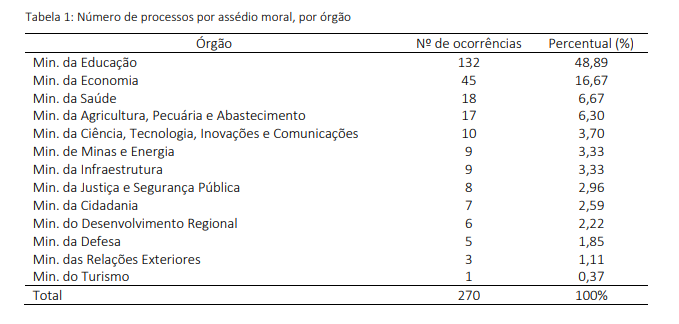 Tabela 1: Número de processos por assédio moral, por órgão
Órgão Nº de ocorrências Percentual (%)
Min. da Educação 132 48,89
Min. da Economia 45 16,67
Min. da Saúde 18 6,67
Min. da Agricultura, Pecuária e Abastecimento 17 6,30
Min. da Ciência, Tecnologia, Inovações e Comunicações 10 3,70
Min. de Minas e Energia 9 3,33
Min. da Infraestrutura 9 3,33
Min. da Justiça e Segurança Pública 8 2,96
Min. da Cidadania 7 2,59
Min. do Desenvolvimento Regional 6 2,22
Min. da Defesa 5 1,85
Min. das Relações Exteriores 3 1,11
Min. do Turismo 1 0,37
Total 270 100%